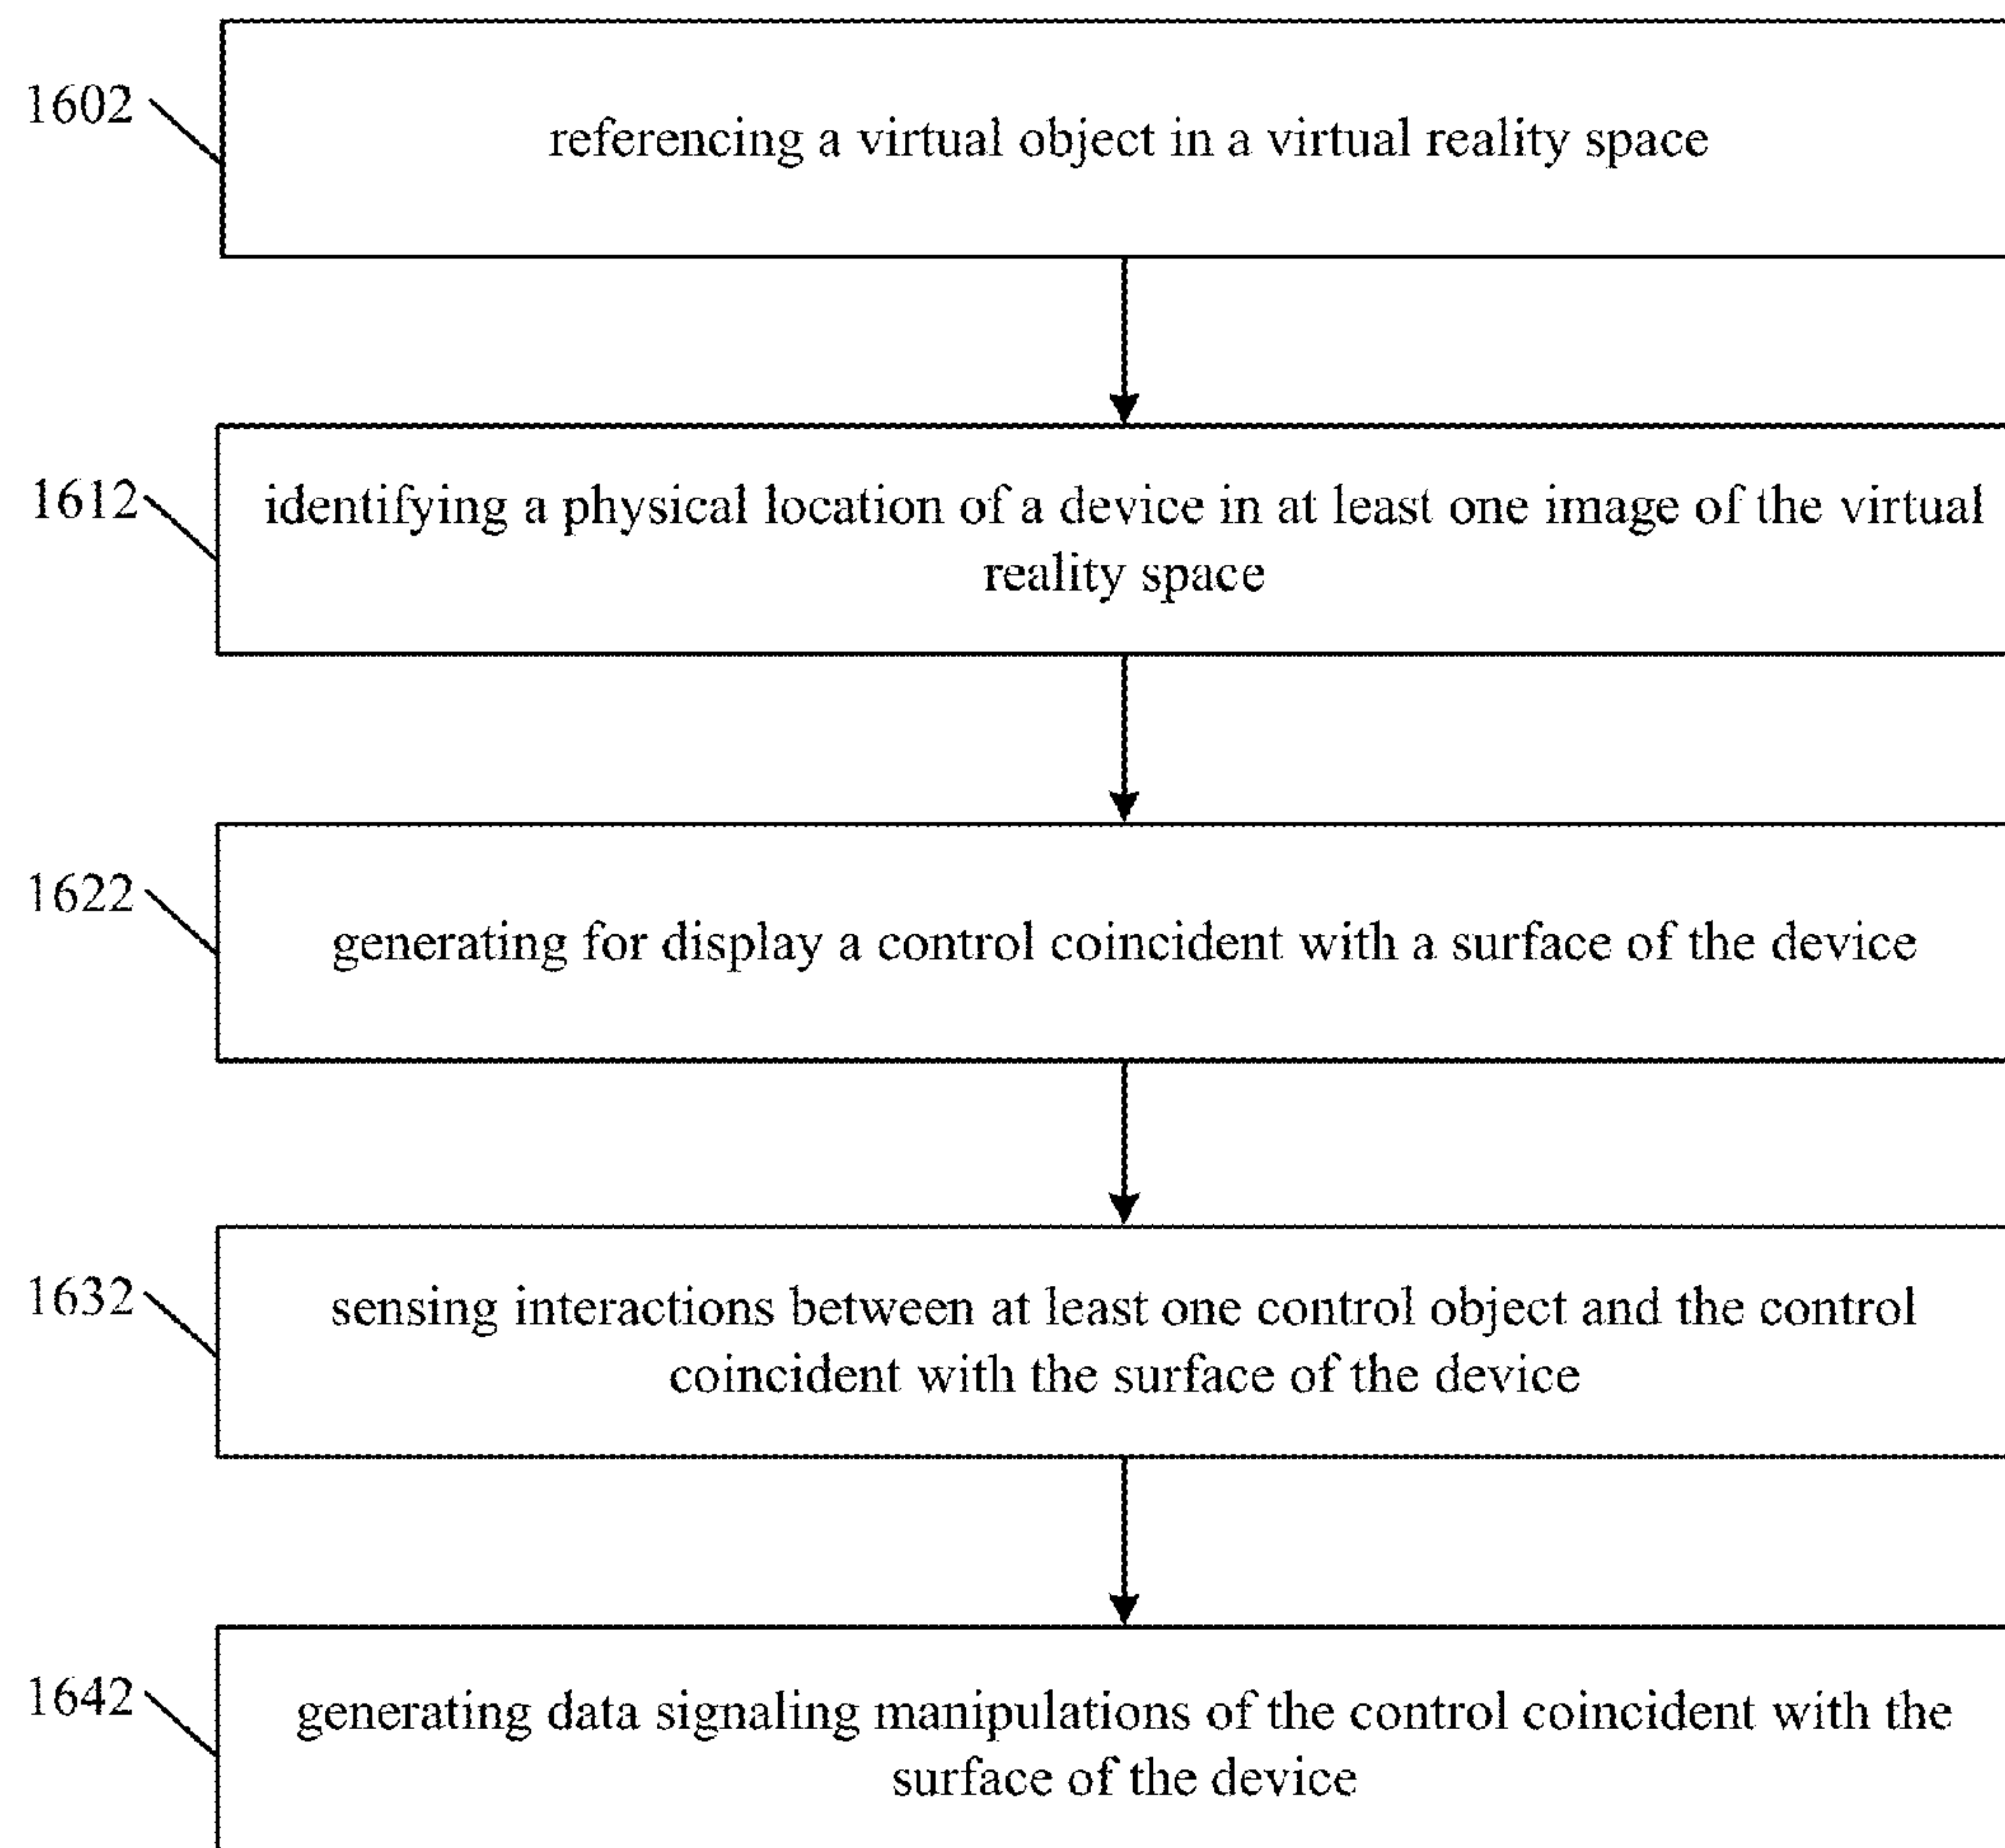 1602
referencing a virtual object in a virtual reality space
1612
identifying a physical location of a device in at least one image of the virtual
reality space
1622
generating for display a control coincident with a surface of the device
1632
sensing interactions between at least one control object and the control
coincident with the surface of the device
1642
generating data signaling manipulations of the control coincident with the
surface of the device